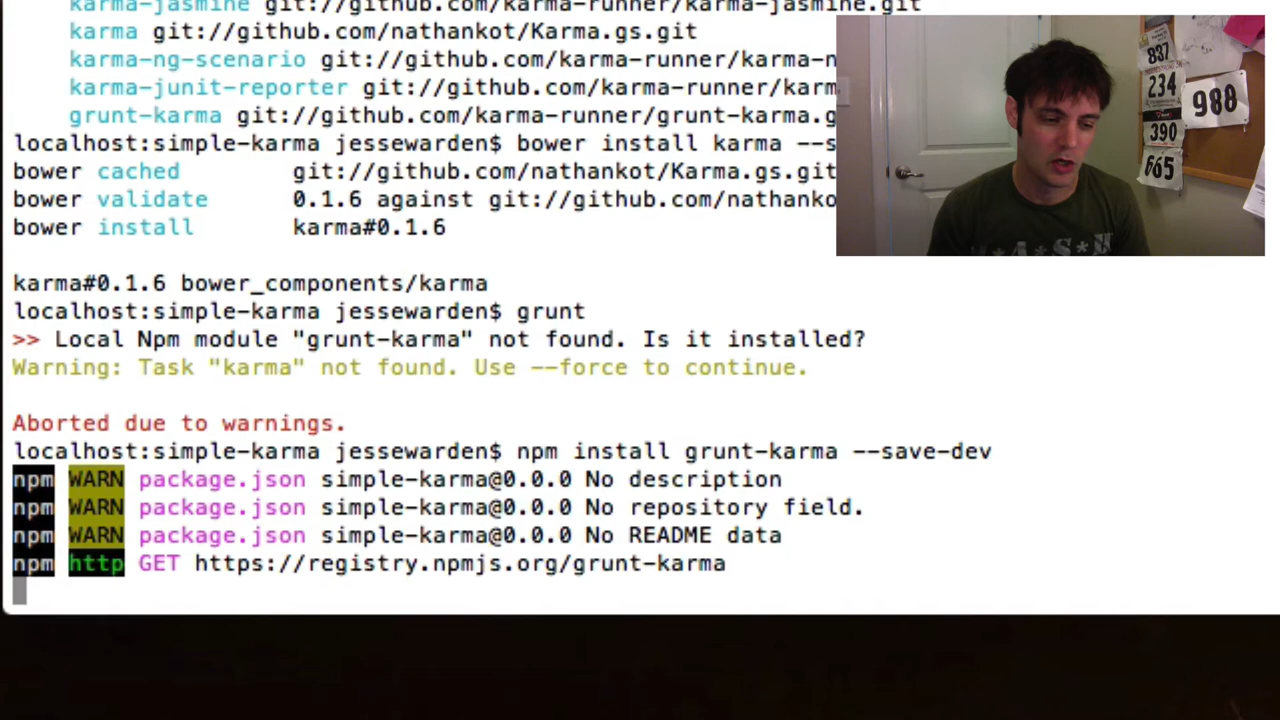 karma-jasmine git://github.com/karma-runner/karma-jasmine.git
karma git://github.com/nathankot/Karma.gs.git
karma-ng-scenario git://github.com/karma-runner/karma-n
karma-junit-reporter git://github.com/karma-runner/karm
grunt-karma git://github.com/karma-runner/grunt-karma.g
localhost:simple-karma jessewarden$ bower install karma --s
bower cached git://github.com/nathankot/Karma.gs.git
bower validate 0.1.6 against git://github.com/nathanko
bower install karma#0.1.6
karma#0.1.6 bower_components/karma
localhost:simple-karma jessewarden$ grunt
>> Local Npm module "grunt-karma" not found. Is it installed?
Warning: Task "karma" not found. Use --force to continue.
Aborted due to warnings.
localhost:simple-karma jessewarden$ npm install grunt-karma --save-dev
npm WARN package.json simple-karma@0.0.0 No description
npm WARN package.json simple-karma@0.0.0 No repository field.
npm WARN package.json simple-karma@0.0.0 No README data
npm http GET https://registry.npmjs.org/grunt-karma
837
234
988
390
665